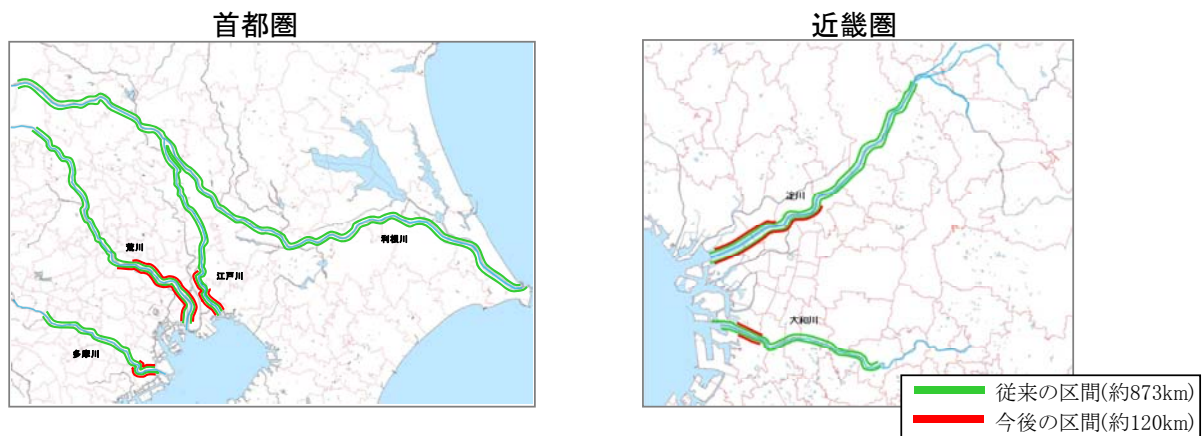 首都圏
近畿圏
荒川
江戸川
利根川
多摩川
淀川
大和川
従来の区間(約873km)
今後の区間(約120km)